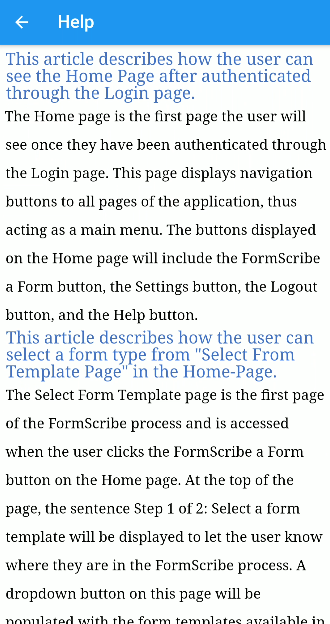 Help
This article describes how the user can
see the Home Page after authenticated
through the Login page.
The Home page is the first page the user will
see once they have been authenticated through
the Login page. This page displays navigation
buttons to all pages of the application, thus
acting as a main menu. The buttons displayed
on the Home page will include the FormScribe
a Form button, the Settings button, the Logout
button, and the Help button.
This article describes how the user can
select a form type from "Select From
Template Page" in the Home-Page.
The Select Form Template page is the first page
of the FormScribe process and is accessed
when the user clicks the FormScribe a Form
button on the Home page. At the top of the
page, the sentence Step 1 of 2: Select a form
template will be displayed to let the user know
where they are in the FormScribe process. A
dropdown button on this page will be
populated with the form templates available in